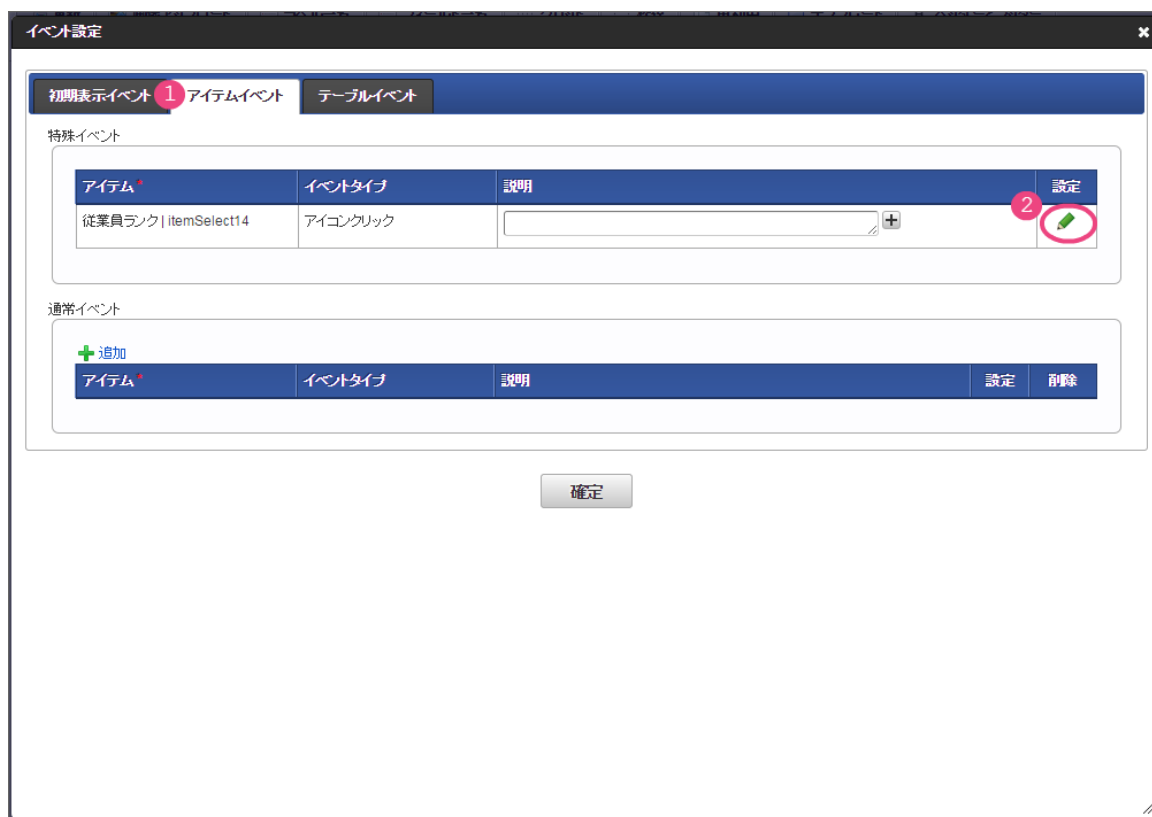 イベント設定
初期表示イベント 1 アイテムイベント テーブルイベント
特殊イベント
アイテム* イベントタイプ 説明 設定
2
従業員ランク | itemSelect14 アイコンクリック
通常イベント
追加
アイテム* イベントタイプ 説明 設定 削除
確定